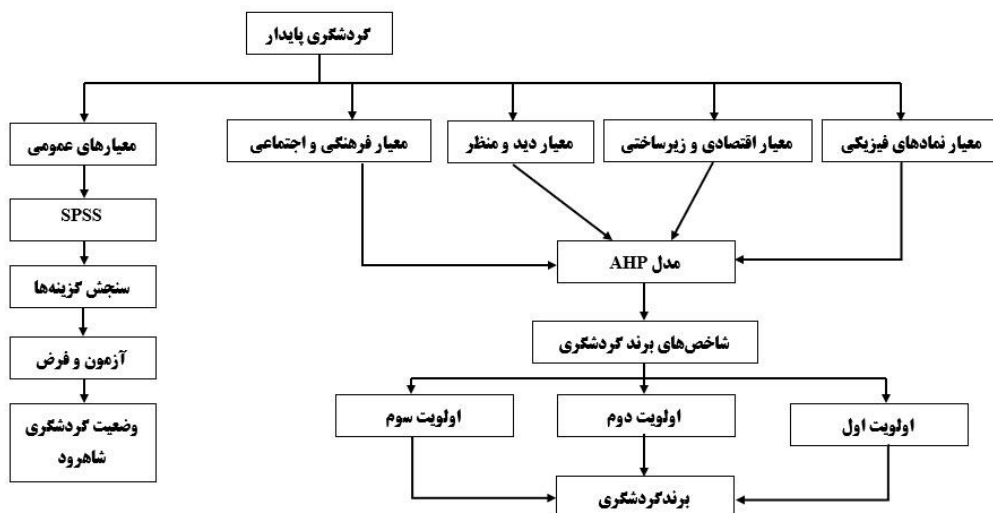 گردشگری پایدار
معیار نمادهای فیزیکی
معیار اقتصادی و زیرساختی
معیار دید و منظر
معیار فرهنگی و اجتماعی
معیارهای عمومی
SPSS
مدل AHP
سنجش گزینه‌ها
شاخص‌های برند گردشگری
آزمون و فرض
اولویت اول
اولویت دوم
اولویت سوم
وضعیت گردشگری
شاهرود
برندگردشگری